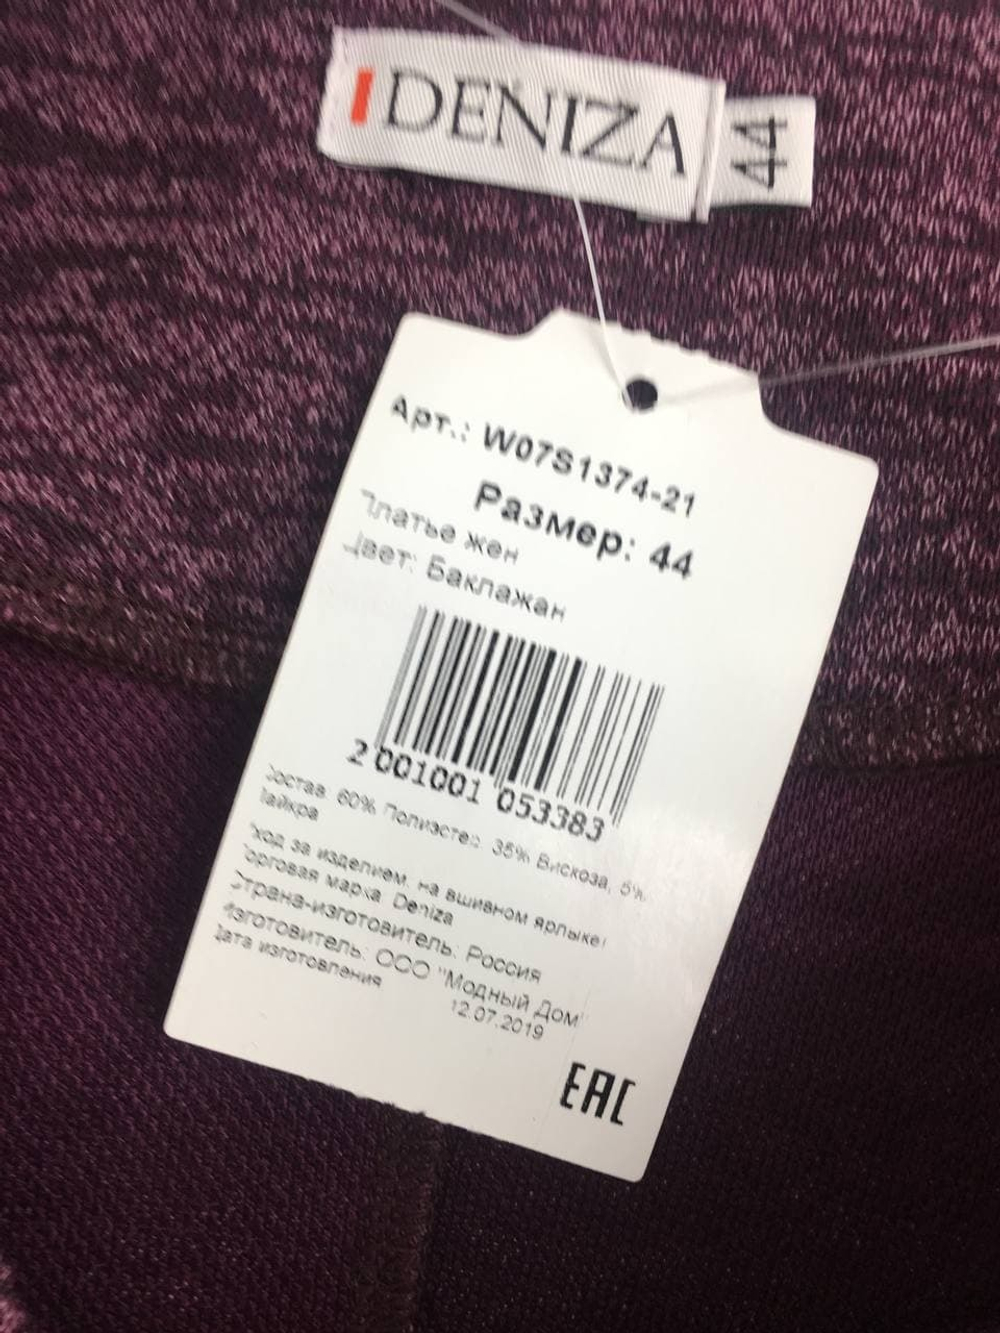 DENIZA
44
Арт.: W07S1374-21
Размер: 44
Платье жен
Цвет: Баклажан
2 001001 053383
Состав: 60% Полиэстер, 35% Вискоза, 5%
Лайкра
Уход за изделием, на вшивном ярлыке
Торговая марка: Deniza
Страна-изготовитель: Россия
Изготовитель: ООО "Модный Дом"
Дата изготовления
12.07.2019
EAC